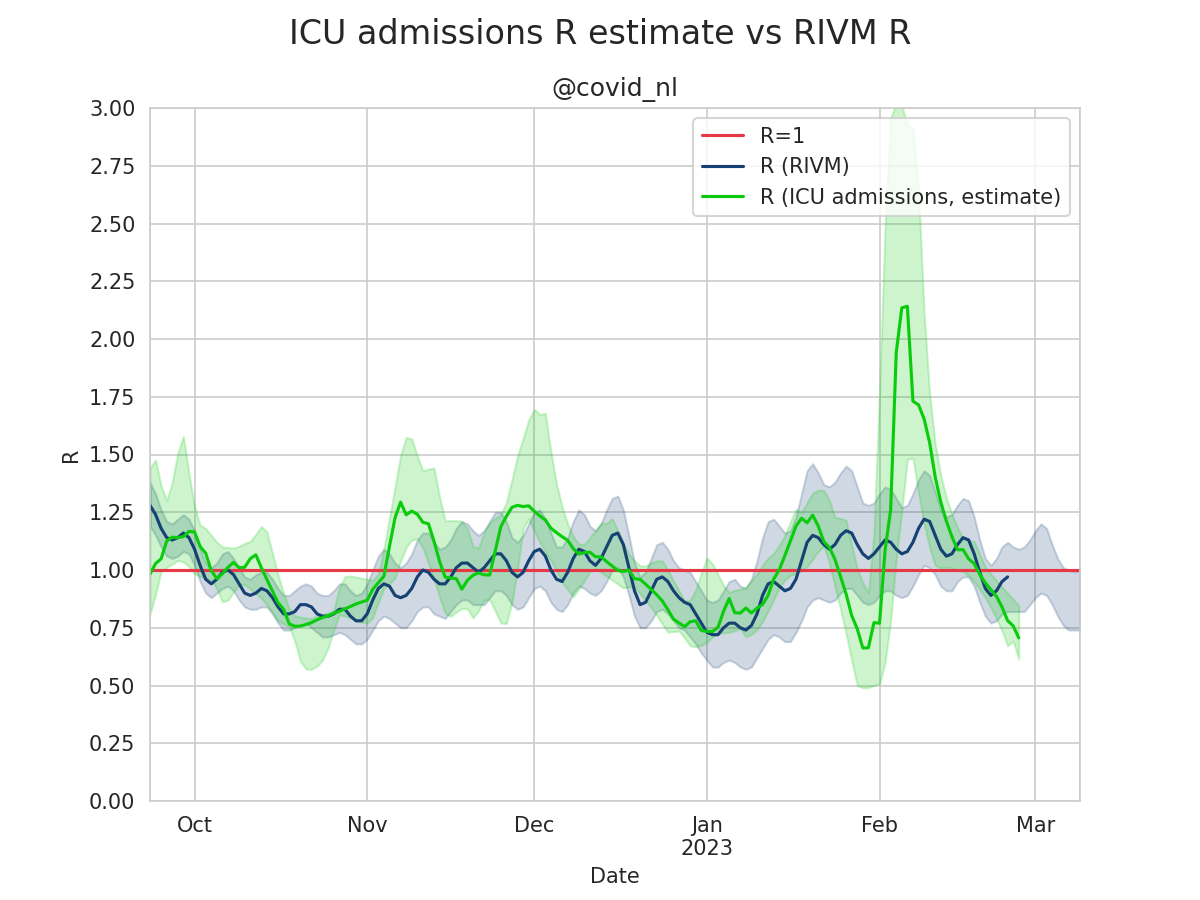 ICU admissions R estimate vs RIVM R
@covid_nl
R=1
R (RIVM)
R (ICU admissions, estimate)
3.00
2.75
2.50
2.25
2.00
1.75
1.50
1.25
1.00
0.75
0.50
0.25
0.00
R
Oct Nov Dec Jan Feb Mar
2023
Date